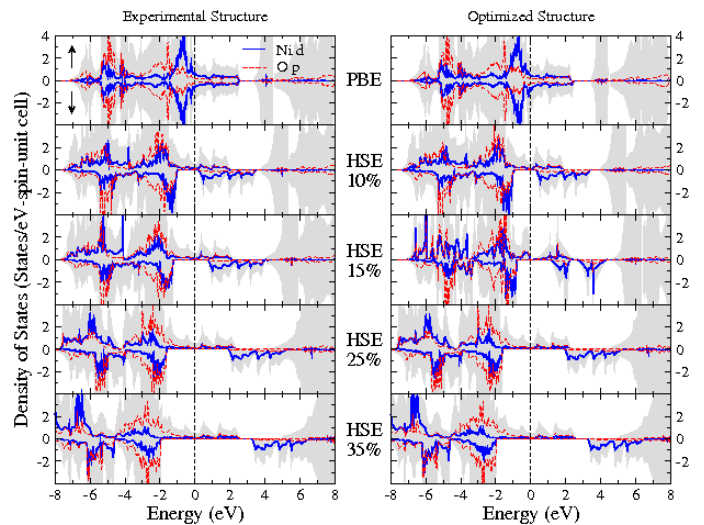 Experimental Structure
Optimized Structure
Density of States (States/eV-spin-unit cell)
4
2
0
-2
Ni d
O p
PBE
4
2
0
-2
2
0
-2
HSE
10%
2
0
-2
2
0
-2
HSE
15%
2
0
-2
2
0
-2
HSE
25%
2
0
-2
2
0
-2
HSE
35%
2
0
-2
-8 -6 -4 -2 0 2 4 6 8
-8 -6 -4 -2 0 2 4 6 8
Energy (eV)
Energy (eV)